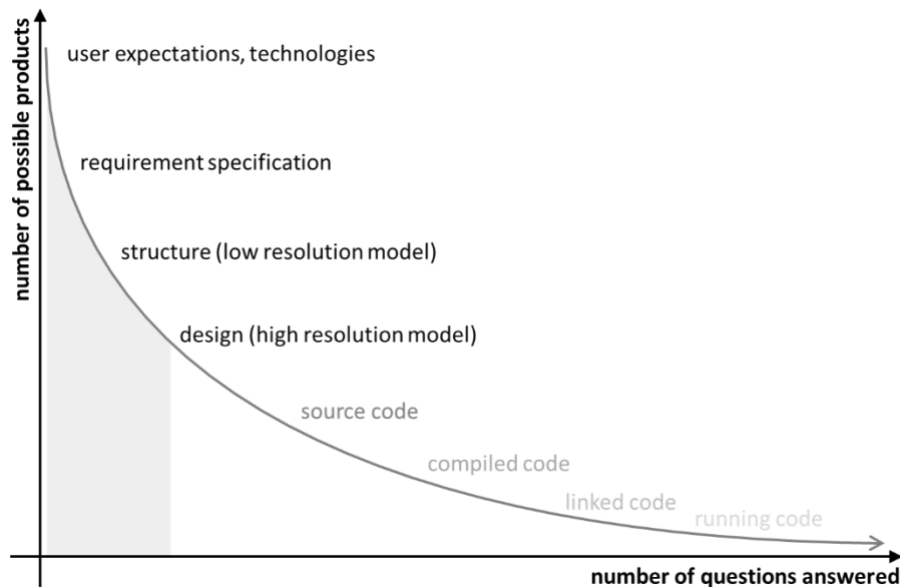 number of possible products
user expectations, technologies
requirement specification
structure (low resolution model)
design (high resolution model)
source code
compiled code
linked code
running code
number of questions answered